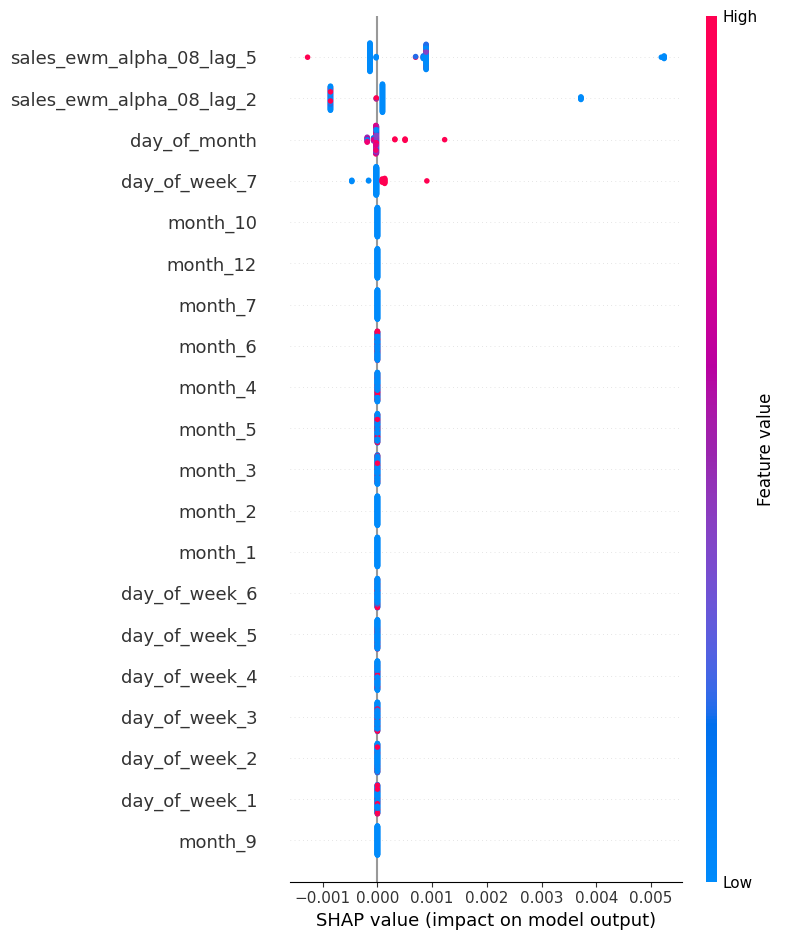 High
sales_ewm_alpha_08_lag_5
sales_ewm_alpha_08_lag_2
day_of_month
day_of_week_7
month_10
month_12
month_7
month_6
month_4
month_5
month_3
month_2
month_1
day_of_week_6
day_of_week_5
day_of_week_4
day_of_week_3
day_of_week_2
day_of_week_1
month_9
Feature value
Low
−0.001 0.000 0.001 0.002 0.003 0.004 0.005
SHAP value (impact on model output)